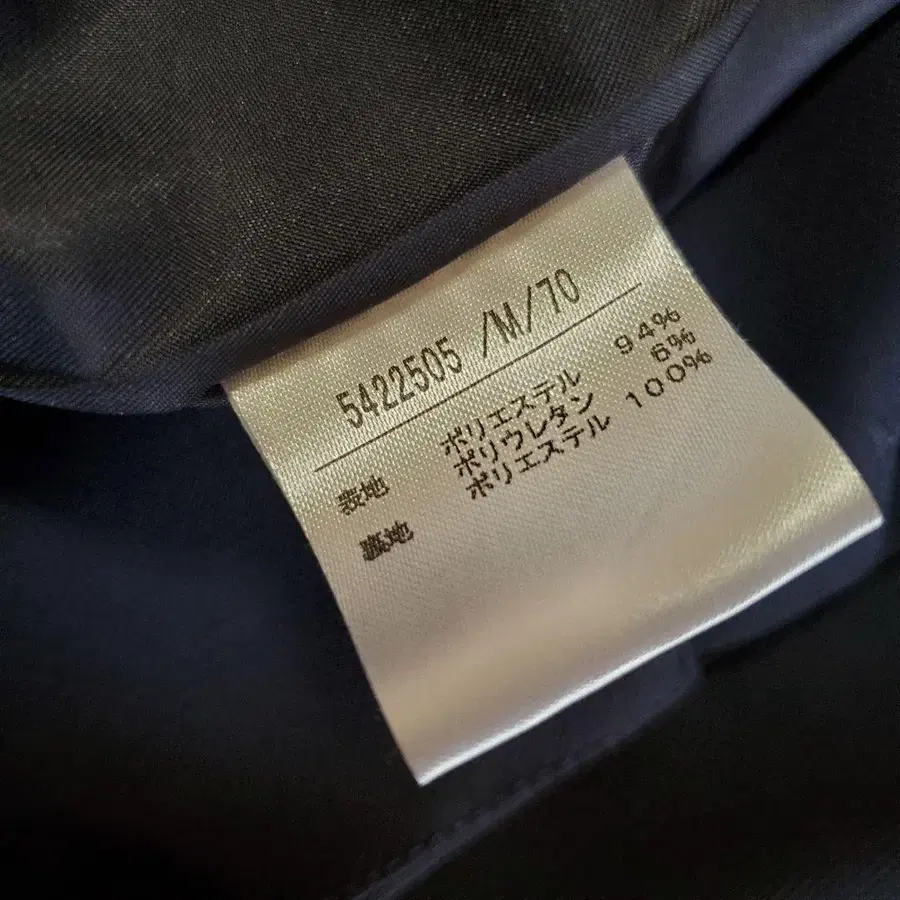 5422505 /M/70
表地 ポリエステル 94%
ポリウレタン 6%
裏地 ポリエステル 100%